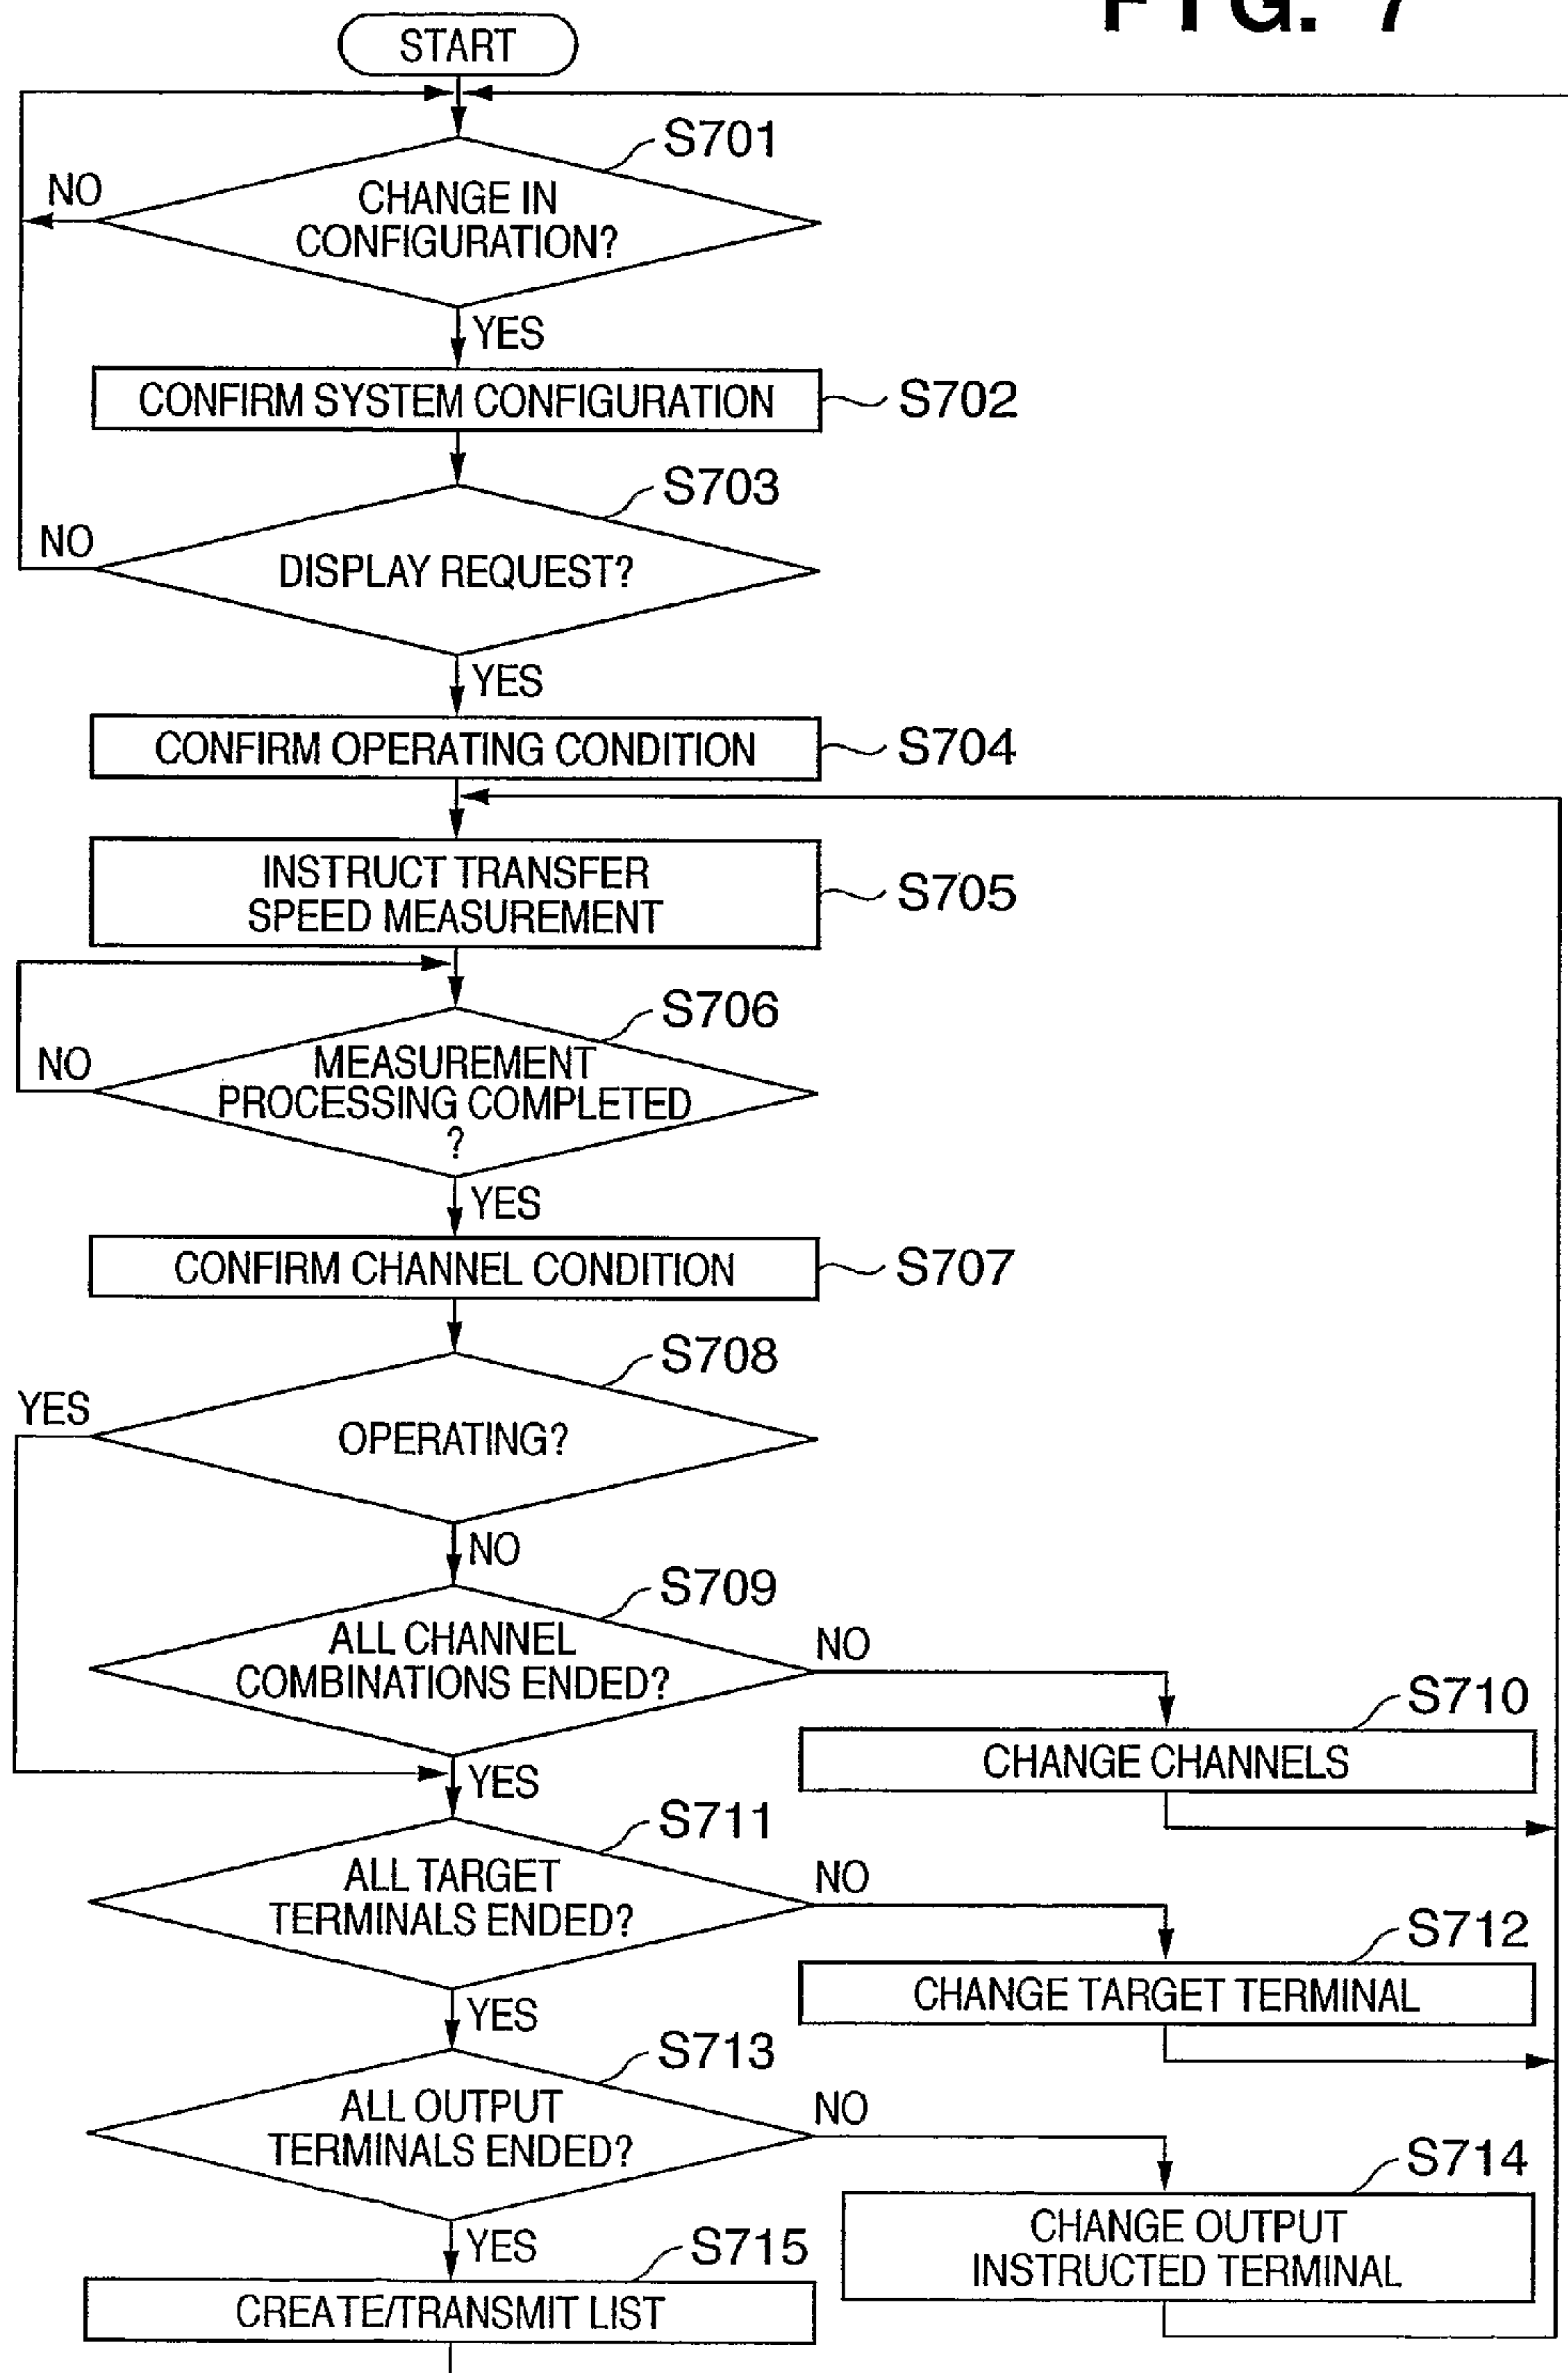 FIG. 7
START
S701
NO
CHANGE IN
CONFIGURATION?
YES
CONFIRM SYSTEM CONFIGURATION
S702
S703
NO
DISPLAY REQUEST?
YES
CONFIRM OPERATING CONDITION
S704
INSTRUCT TRANSFER
SPEED MEASUREMENT
S705
S706
NO
MEASUREMENT
PROCESSING COMPLETED
?
YES
CONFIRM CHANNEL CONDITION
S707
S708
YES
OPERATING?
NO
S709
ALL CHANNEL
COMBINATIONS ENDED?
NO
S710
CHANGE CHANNELS
YES
S711
ALL TARGET
TERMINALS ENDED?
NO
S712
CHANGE TARGET TERMINAL
YES
S713
ALL OUTPUT
TERMINALS ENDED?
NO
S714
CHANGE OUTPUT
INSTRUCTED TERMINAL
YES
S715
CREATE/TRANSMIT LIST